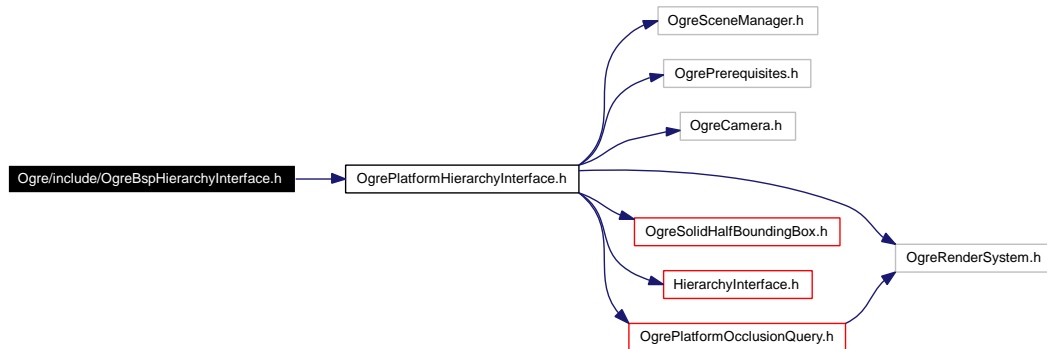 OgreSceneManager.h
OgrePrerequisites.h
OgreCamera.h
Ogre/include/OgreBspHierarchyInterface.h
OgrePlatformHierarchyInterface.h
OgreSolidHalfBoundingBox.h
OgreRenderSystem.h
HierarchyInterface.h
OgrePlatformOcclusionQuery.h